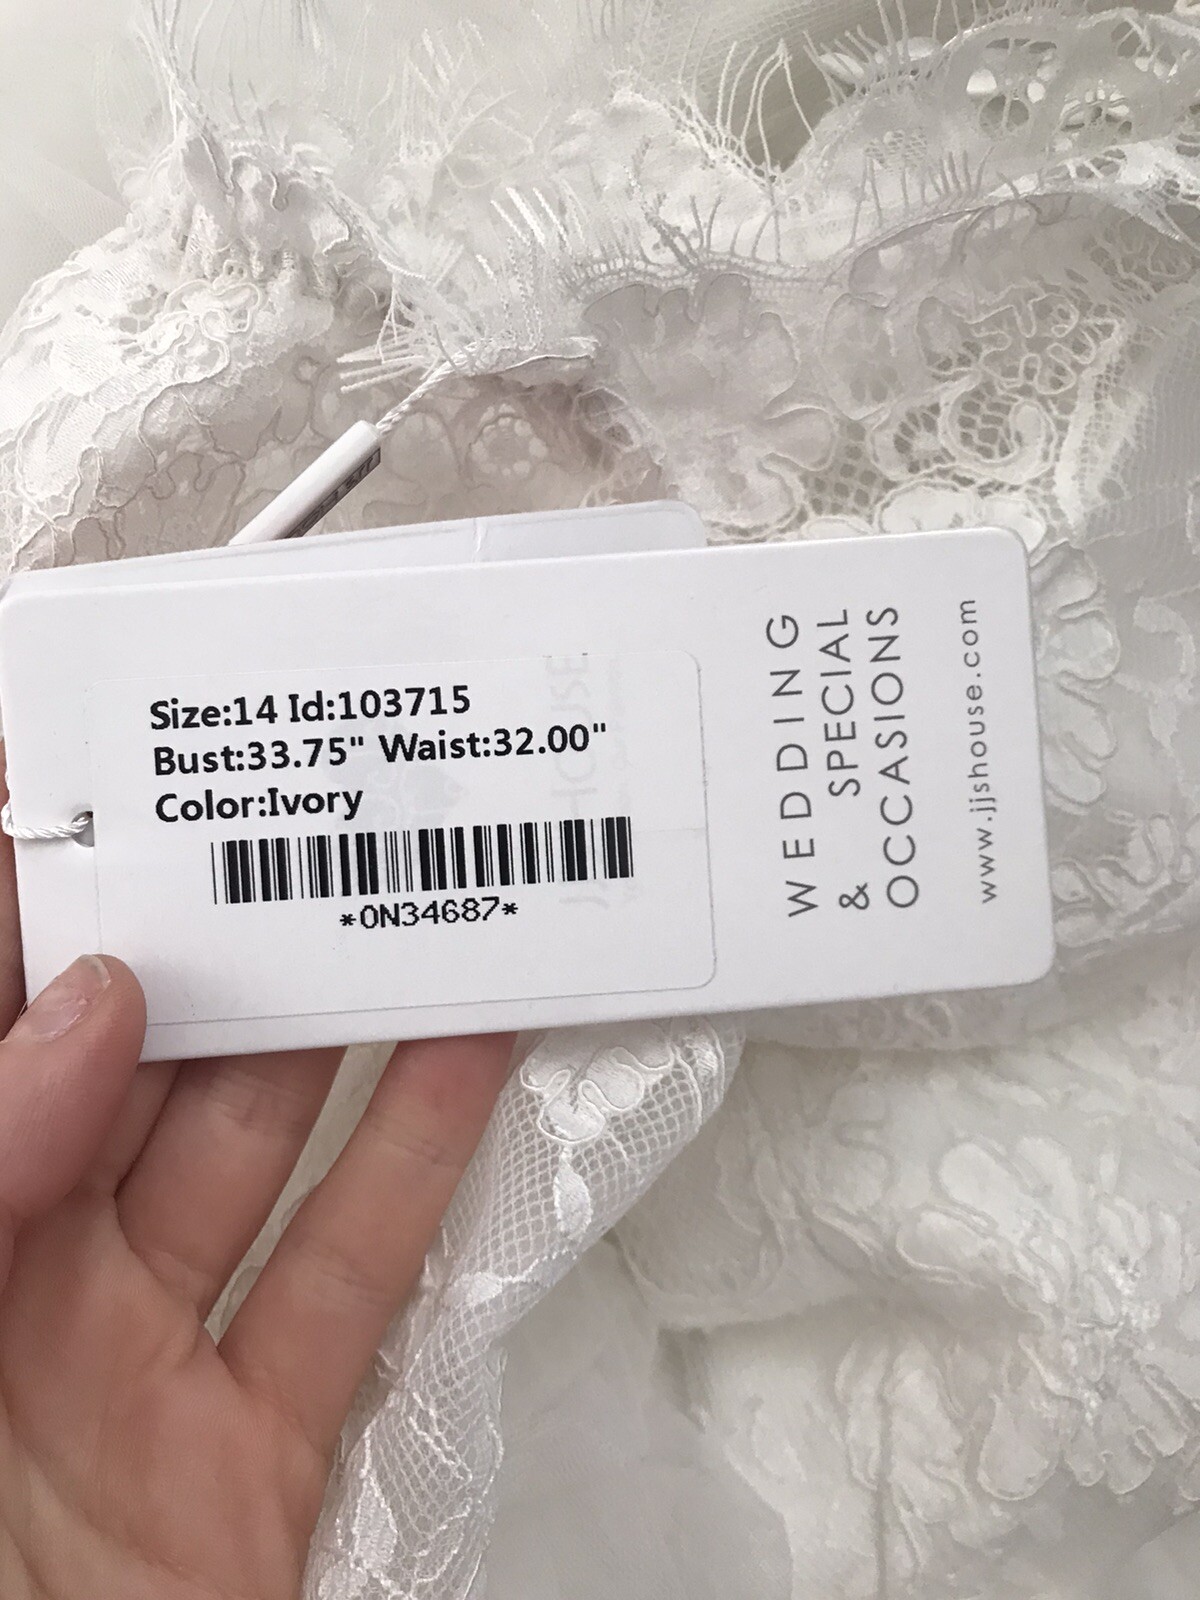 Size:14 Id:103715
Bust:33.75" Waist:32.00"
Color:Ivory
*0N34687*
WEDDING
& SPECIAL
OCCASIONS
www.jjshouse.com